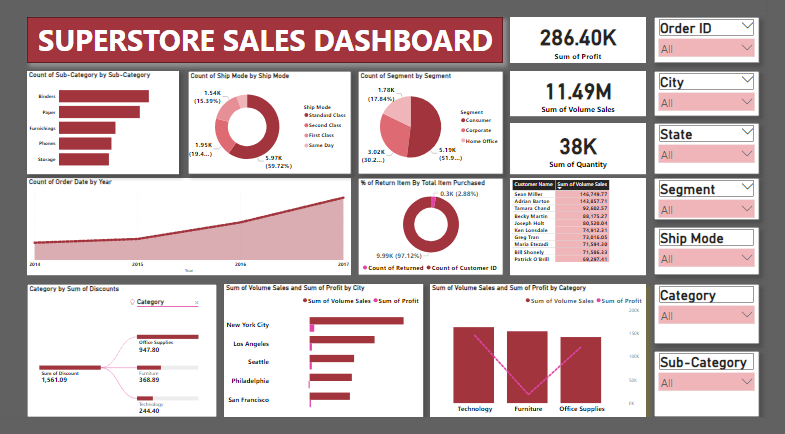 SUPERSTORE SALES DASHBOARD
286.40K
Sum of Profit
11.49M
Sum of Volume Sales
38K
Sum of Quantity
Order ID
All
City
All
State
All
Segment
All
Ship Mode
All
Category
All
Sub-Category
All
Count of Sub-Category by Sub-Category
Binders
Paper
Furnishings
Phones
Storage
Count of Ship Mode by Ship Mode
1.54K
(15.39%)
1.95K
(19.4...)
5.97K
(59.72%)
Ship Mode
Standard Class
Second Class
First Class
Same Day
Count of Segment by Segment
1.78K
(17.84%)
3.02K
(30.2...)
5.19K
(51.9...)
Segment
Consumer
Corporate
Home Office
Count of Order Date by Year
2014
2015
2016
2017
Year
% of Return Item By Total Item Purchased
0.3K (2.88%)
9.99K (97.12%)
Count of Returned
Count of Customer ID
Customer Name Sum of Volume Sales
Sean Miller 146,749.77
Adrian Barton 143,857.71
Tamara Chand 92,602.57
Becky Martin 88,175.27
Joseph Holt 80,520.04
Ken Lonsdale 74,812.31
Greg Tran 73,016.05
Maria Etezadi 71,594.38
Bill Shonely 71,586.33
Patrick O'Brill 69,287.41
Category by Sum of Discounts
Category
Sum of Discount
1,561.09
Office Supplies
947.80
Furniture
368.89
Technology
244.40
Sum of Volume Sales and Sum of Profit by City
Sum of Volume Sales
Sum of Profit
New York City
Los Angeles
Seattle
Philadelphia
San Francisco
Sum of Volume Sales and Sum of Profit by Category
Sum of Volume Sales
Sum of Profit
200K
150K
100K
50K
0K
Technology
Furniture
Office Supplies